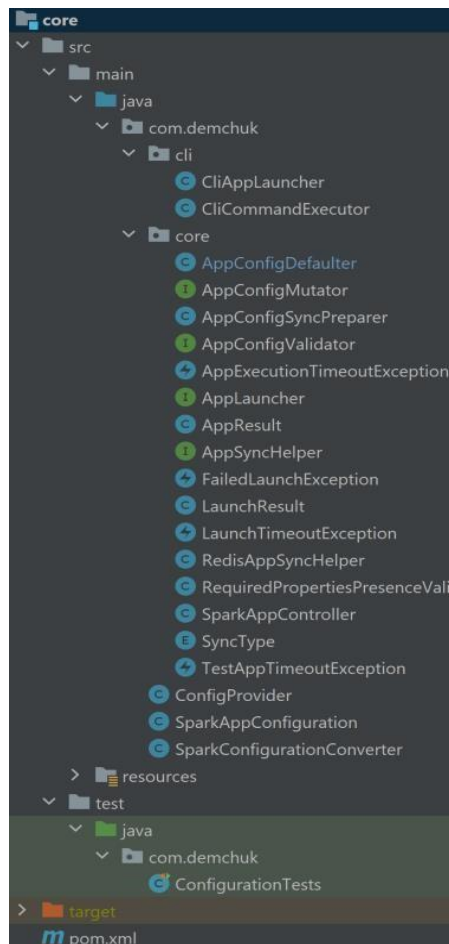 core
src
main
java
com.demchuk
cli
CliAppLauncher
CliCommandExecutor
core
AppConfigDefaulter
AppConfigMutator
AppConfigSyncPreparer
AppConfigValidator
AppExecutionTimeoutException
AppLauncher
AppResult
AppSyncHelper
FailedLaunchException
LaunchResult
LaunchTimeoutException
RedisAppSyncHelper
RequiredPropertiesPresenceVali
SparkAppController
SyncType
TestAppTimeoutException
ConfigProvider
SparkAppConfiguration
SparkConfigurationConverter
resources
test
java
com.demchuk
ConfigurationTests
target
pom.xml